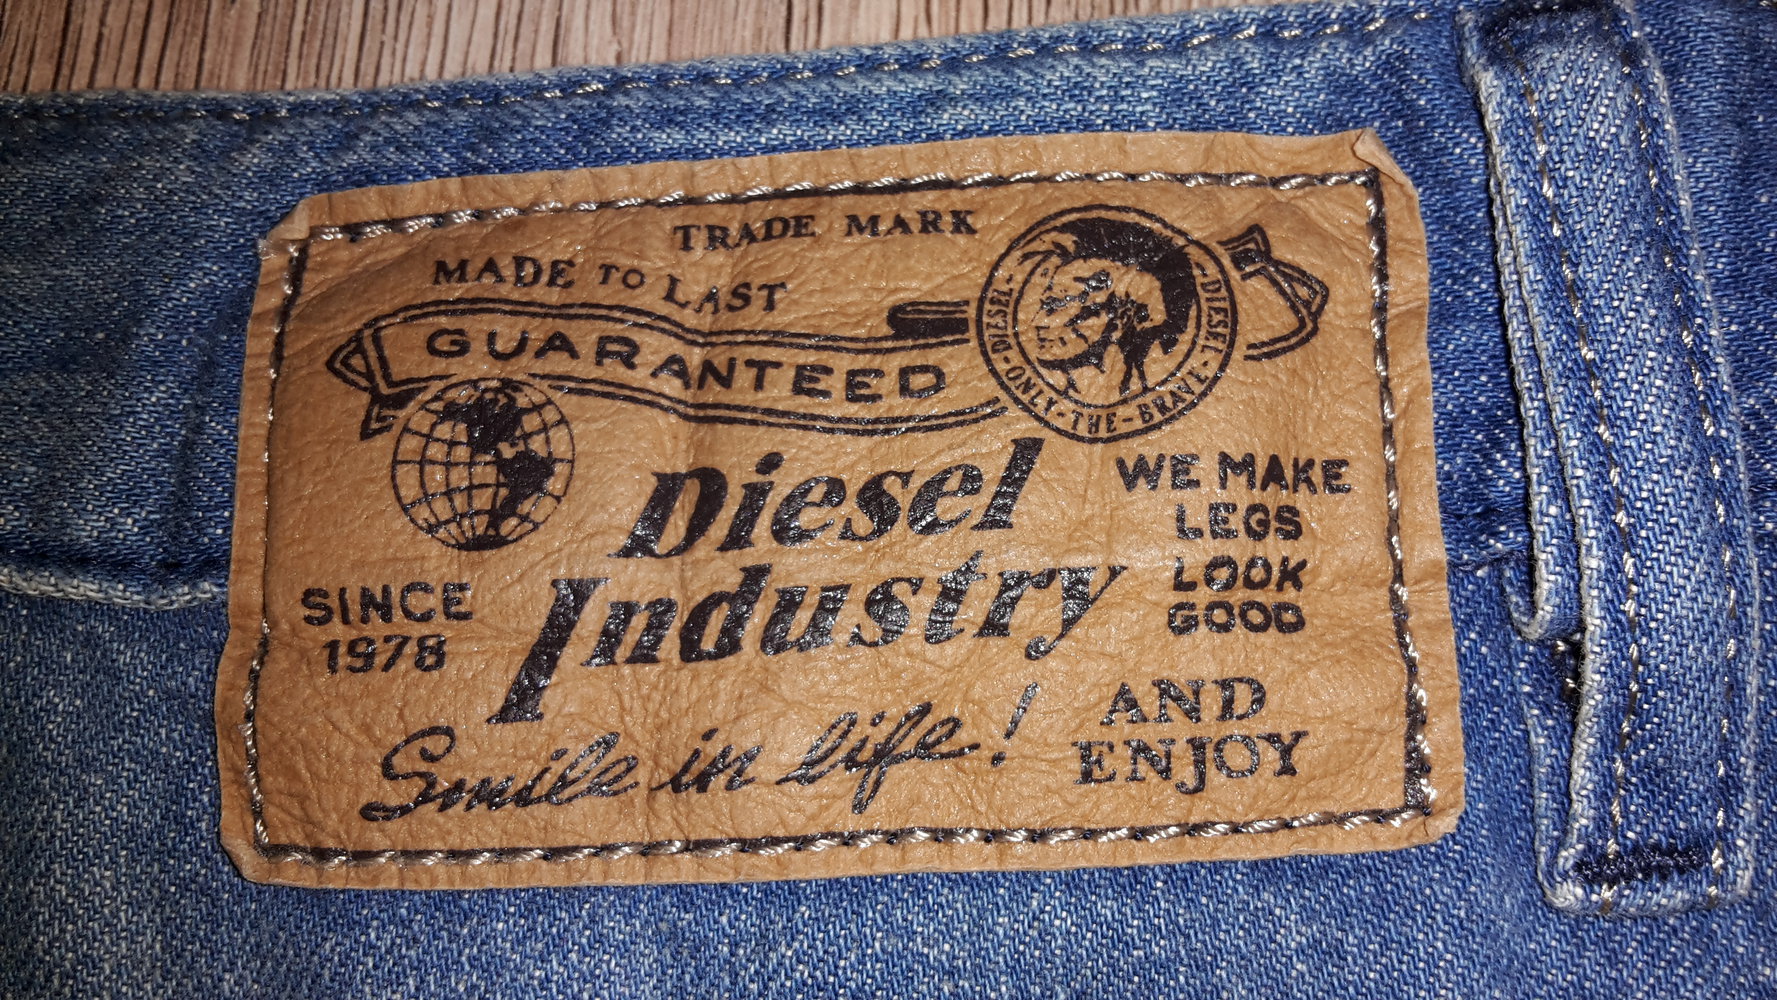 TRADE MARK
MADE TO LAST
GUARANTEED
-DIESEL-ONLY-THE-BRAVE-DIESEL-
Diesel
Industry
WE MAKE
LEGS
LOOK
GOOD
SINCE
1978
Smile in life!
AND
ENJOY